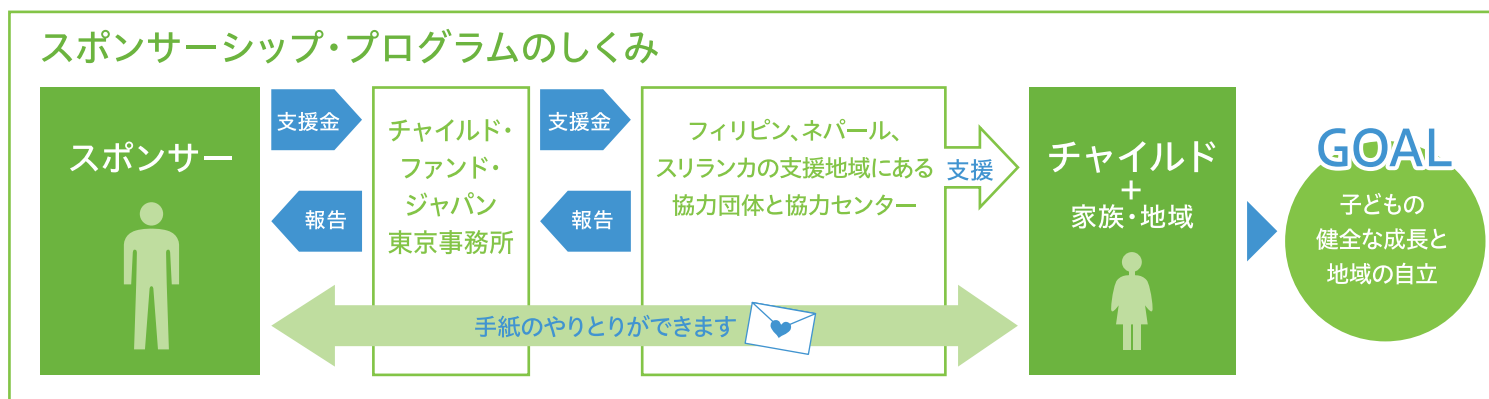 スポンサーシップ・プログラムのしくみ
スポンサー
支援金
報告
チャイルド・
ファンド・
ジャパン
東京事務所
支援金
報告
フィリピン、ネパール、
スリランカの支援地域にある
協力団体と協力センター
支援
チャイルド
+
家族・地域
GOAL
子どもの
健全な成長と
地域の自立
手紙のやりとりができます